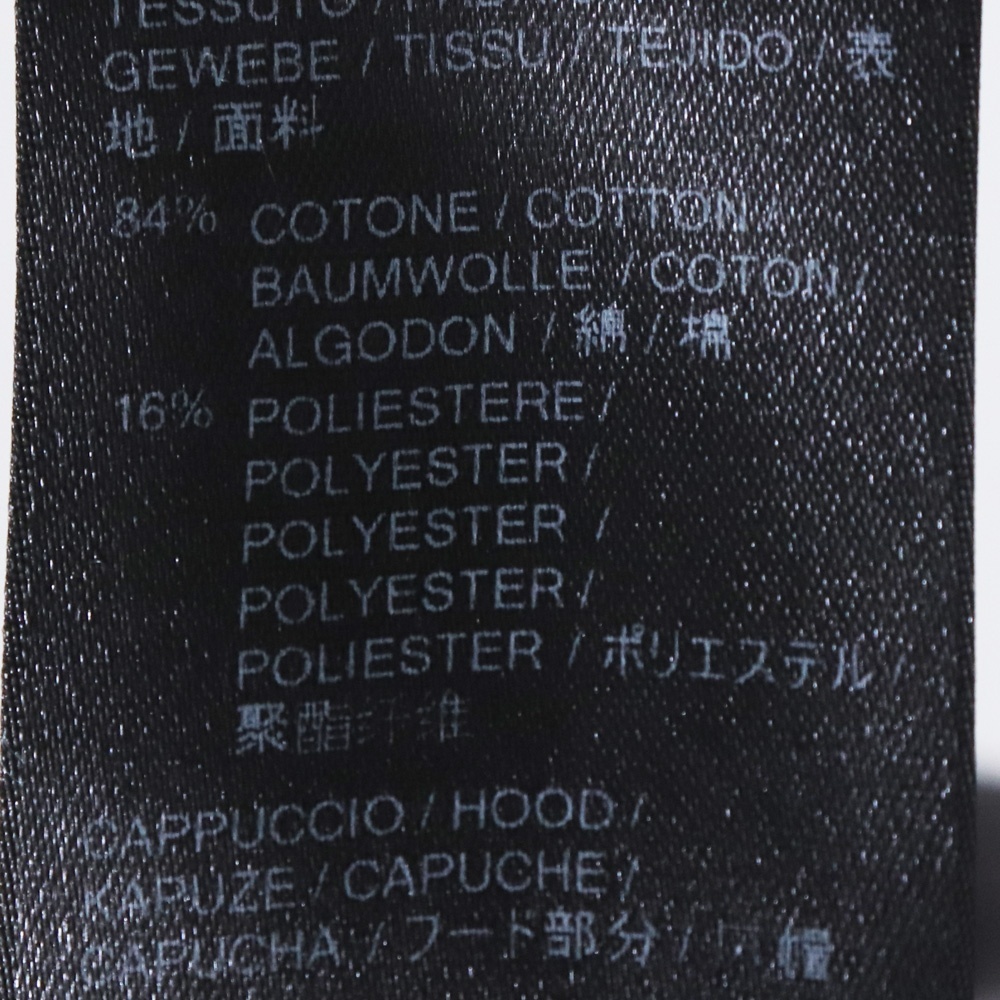 TESSUTO /
GEWEBE / TISSU / TEJIDO / 表
地 / 面料
84% COTONE / COTTON /
BAUMWOLLE / COTON /
ALGODON / 綿 / 棉
16% POLIESTERE /
POLYESTER /
POLYESTER /
POLYESTER /
POLIESTER / ポリエステル /
聚酯纤维
CAPPUCCIO / HOOD /
KAPUZE / CAPUCHE /
CAPUCHA / フード部分 /